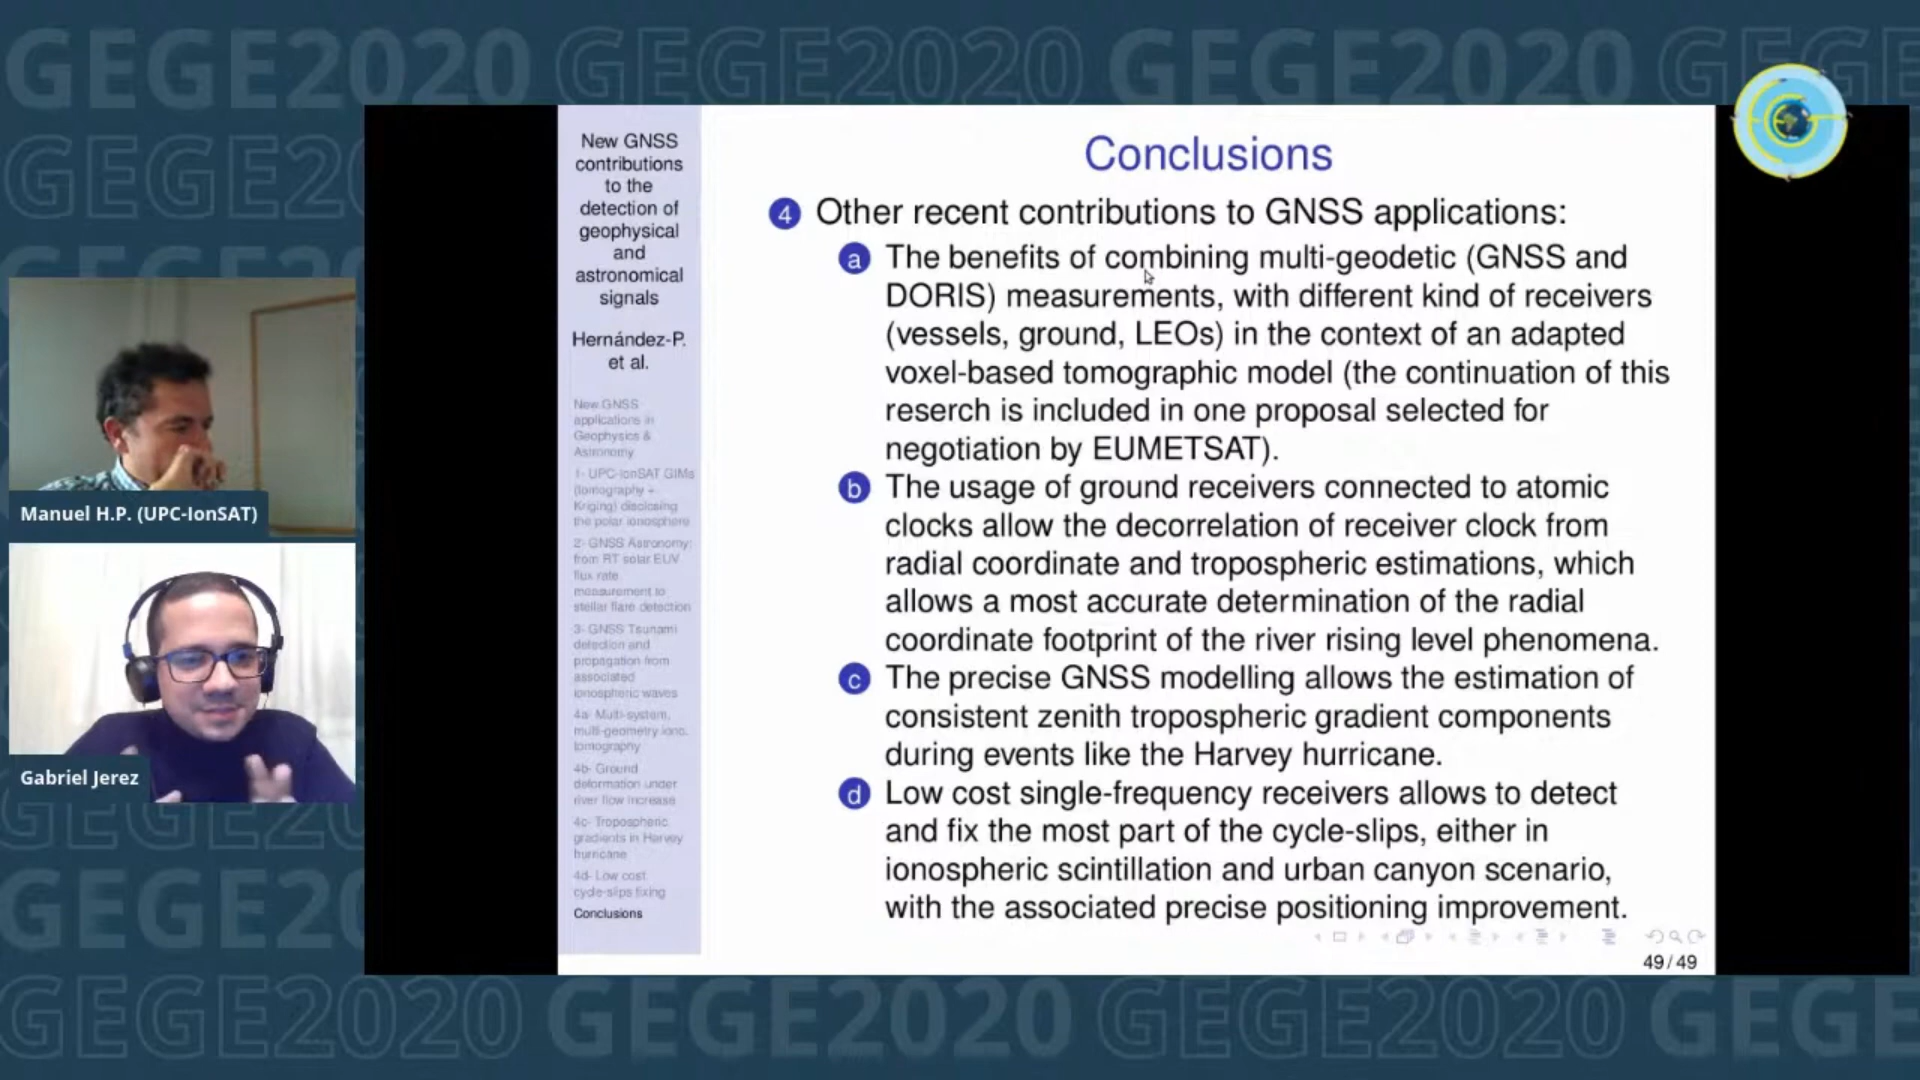 GEGE2020 GEGE2020 GEGE2020 GEGE
GEGE2020
New GNSS
contributions
to the
detection of
geophysical
and
astronomical
signals
Hernández-P.
et al.
New GNSS
applications in
Geophysics &
Astronomy
1- UPC-IonSAT GIMs
(tomography +
Kriging) disclosing
the polar ionosphere
2- GNSS Astronomy:
from RT solar EUV
flux rate
measurement to
stellar flare detection
3- GNSS Tsunami
detection and
propagation from
associated
ionospheric waves
4a- Multi-system,
multi-geometry iono.
tomography
4b- Ground
deformation under
river flow increase
4c- Tropospheric
gradients in Harvey
hurricane
4d- Low cost
cycle-slips fixing
Conclusions
Conclusions
4 Other recent contributions to GNSS applications:
a The benefits of combining multi-geodetic (GNSS and
DORIS) measurements, with different kind of receivers
(vessels, ground, LEOs) in the context of an adapted
voxel-based tomographic model (the continuation of this
reserch is included in one proposal selected for
negotiation by EUMETSAT).
b The usage of ground receivers connected to atomic
clocks allow the decorrelation of receiver clock from
radial coordinate and tropospheric estimations, which
allows a most accurate determination of the radial
coordinate footprint of the river rising level phenomena.
c The precise GNSS modelling allows the estimation of
consistent zenith tropospheric gradient components
during events like the Harvey hurricane.
d Low cost single-frequency receivers allows to detect
and fix the most part of the cycle-slips, either in
ionospheric scintillation and urban canyon scenario,
with the associated precise positioning improvement.
49/49
Manuel H.P. (UPC-IonSAT)
Gabriel Jerez
GEGE20
GEGE2020
GEGE2020 GEGE2020 GEGE2020 GEGE